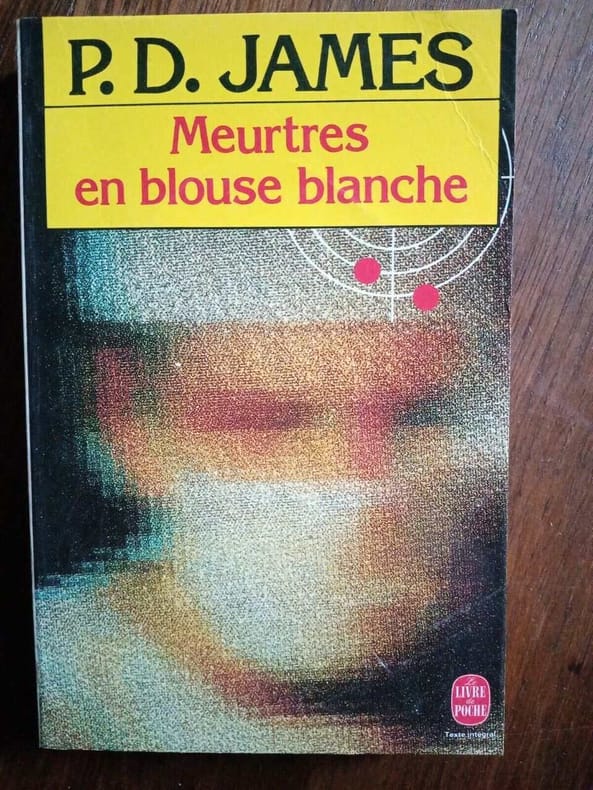 P. D. JAMES
Meurtres
en blouse blanche
Le
LIVRE
de
POCHE
Texte intégral